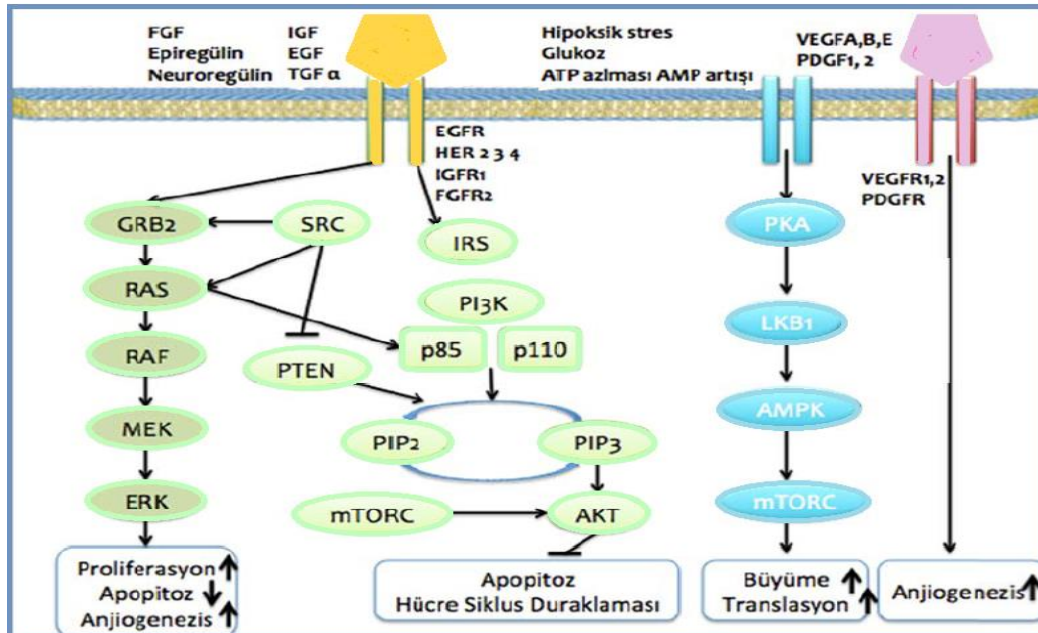 FGF
Epiregülin
Neuroregülin
IGF
EGF
TGF α
Hipoksik stres
Glukoz
ATP azlması AMP artışı
VEGFA,B,E
PDGF1, 2
EGFR
HER 2 3 4
IGFR1
FGFR2
VEGFR1,2
PDGFR
GRB2
SRC
IRS
PKA
RAS
PI3K
LKB1
RAF
p85
p110
PTEN
MEK
PIP2
PIP3
AMPK
ERK
mTORC
AKT
mTORC
Proliferasyon
Apopitoz
Anjiogenezis
Apopitoz
Hücre Siklus Duraklaması
Büyüme
Translasyon
Anjiogenezis